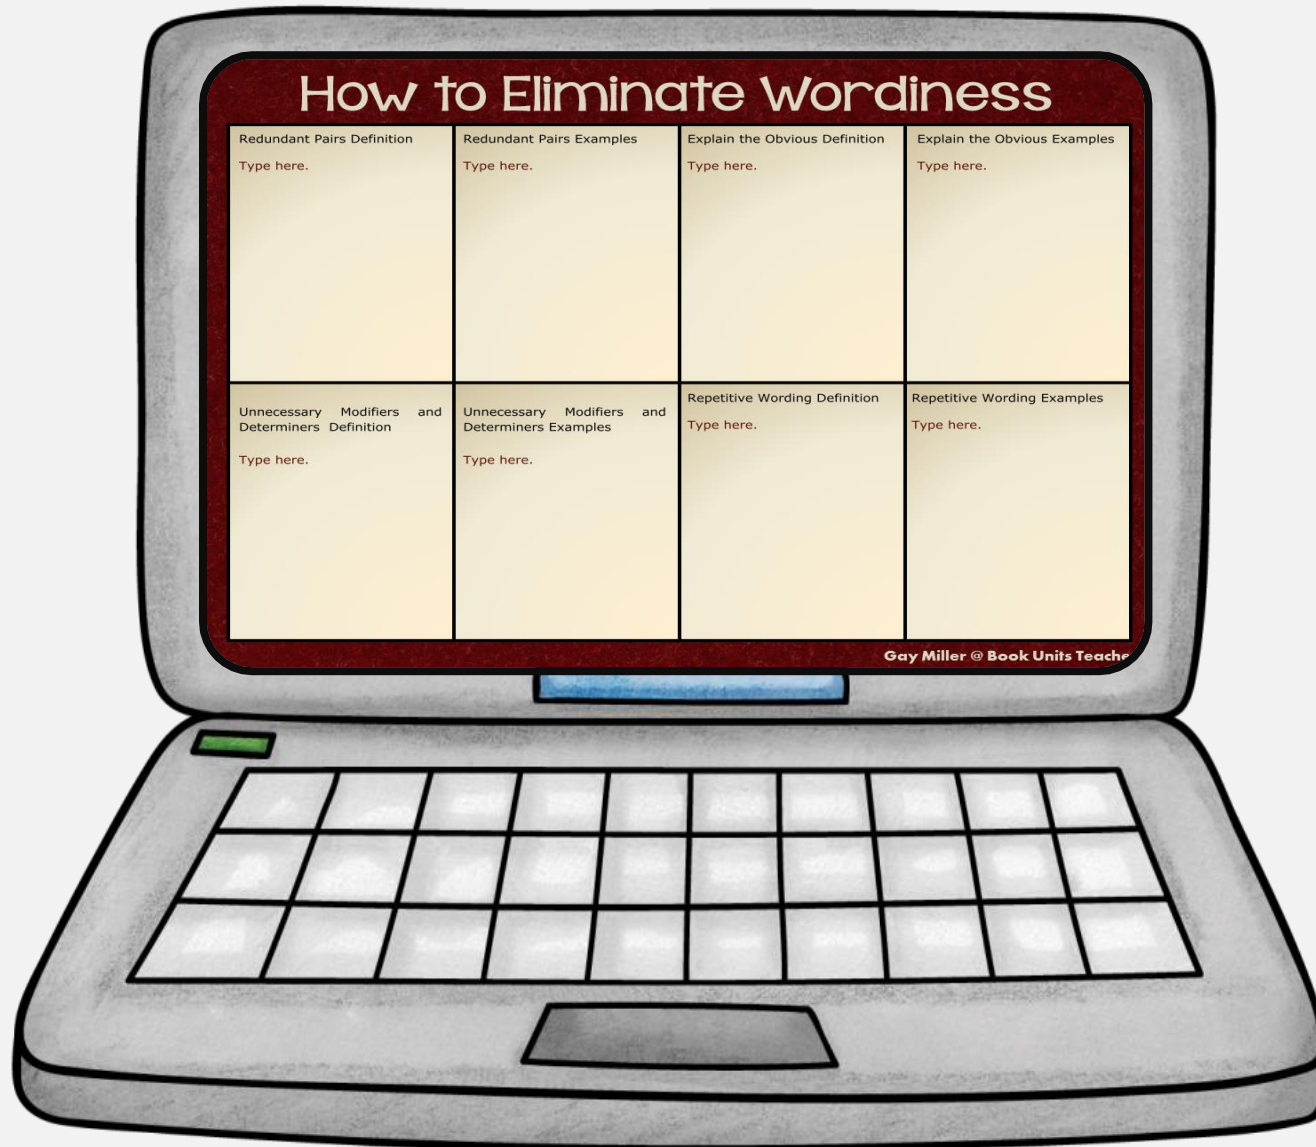 How to Eliminate Wordiness
Redundant Pairs Definition
Type here.
Redundant Pairs Examples
Type here.
Explain the Obvious Definition
Type here.
Explain the Obvious Examples
Type here.
Unnecessary Modifiers and
Determiners Definition
Type here.
Unnecessary Modifiers and
Determiners Examples
Type here.
Repetitive Wording Definition
Type here.
Repetitive Wording Examples
Type here.
Gay Miller @ Book Units Teache